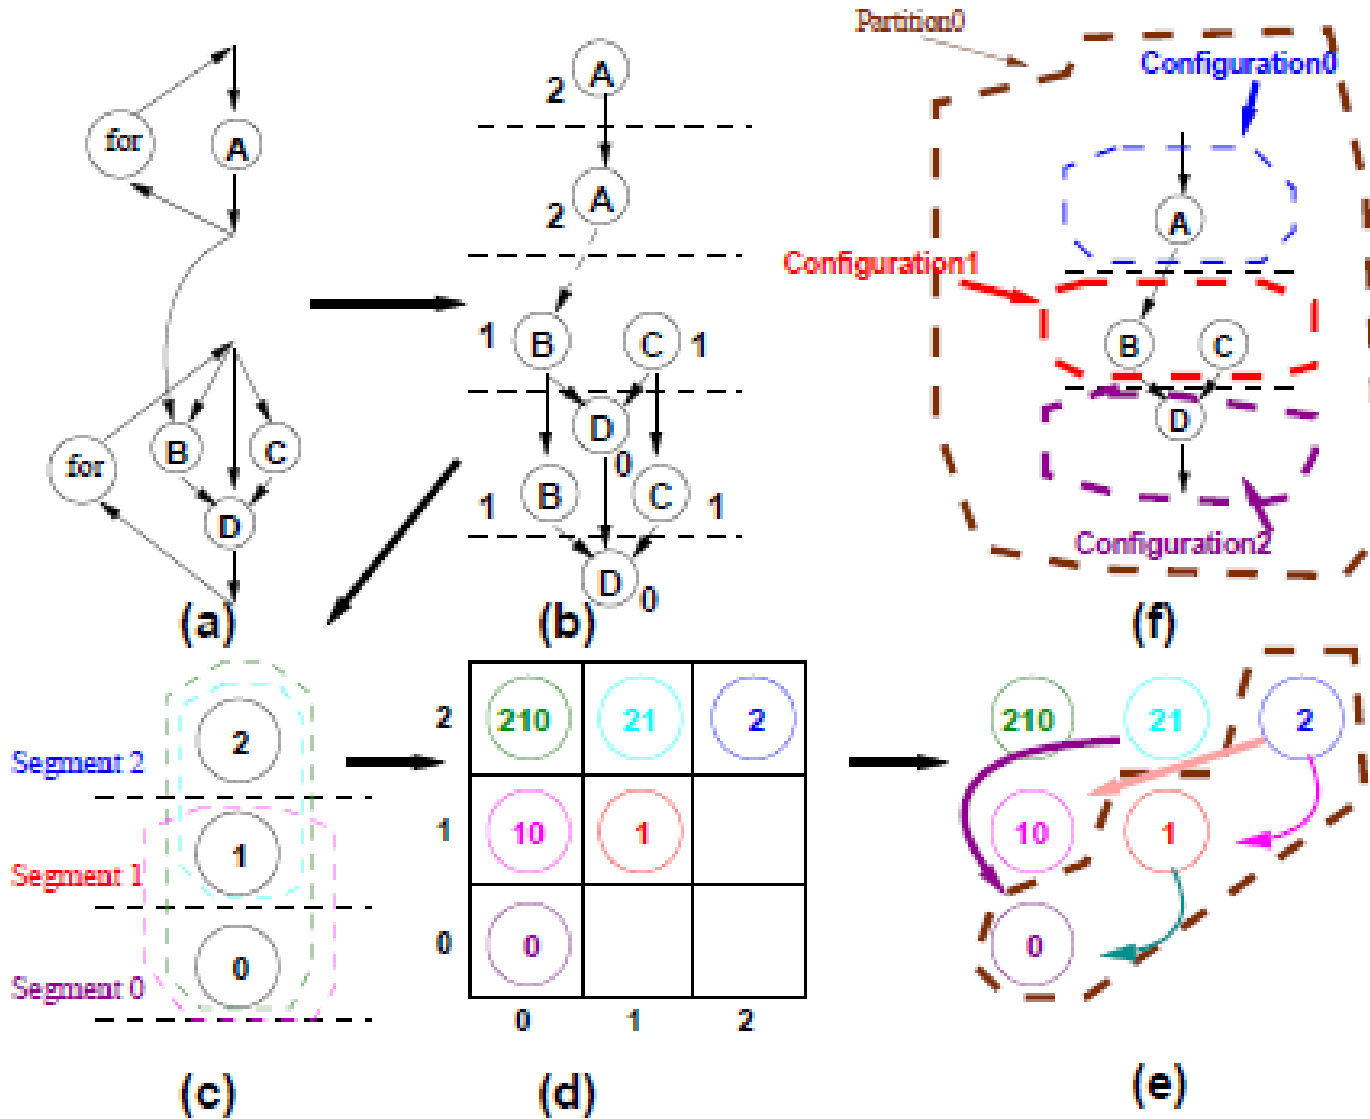 for
A
for
B
C
D
(a)
2
A
2
A
1
B
C
1
D
0
1
B
C
1
D
0
(b)
Partition0
Configuration0
A
Configuration1
B
C
D
Configuration2
(f)
Segment 2
2
Segment 1
1
Segment 0
0
(c)
2
210
21
2
1
10
1
0
0
0
1
2
(d)
210
21
2
10
1
0
(e)